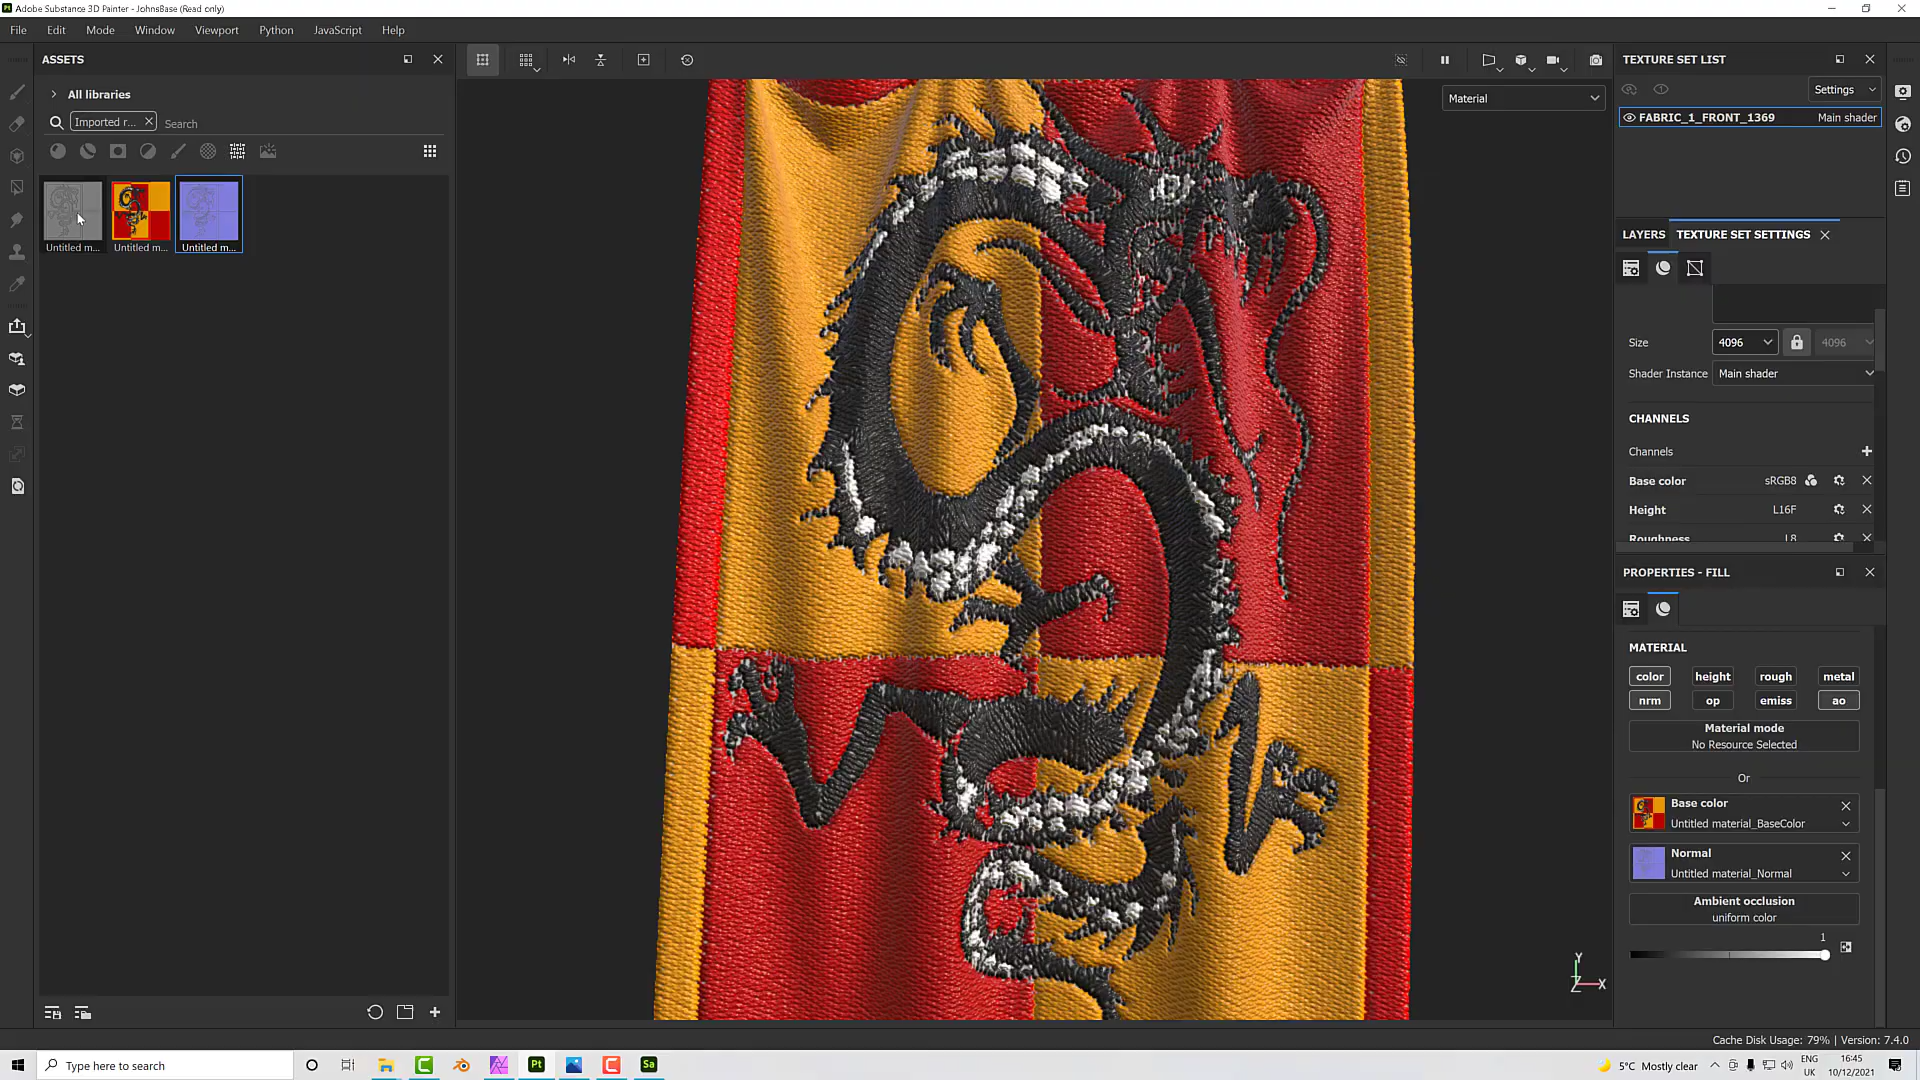 Adobe Substance 3D Painter - JohnsBase (Read only)
File Edit Mode Window Viewport Python JavaScript Help
ASSETS
All libraries
Imported r... Search
Untitled m... Untitled m... Untitled m...
Material
Y
Z X
TEXTURE SET LIST
Settings
FABRIC_1_FRONT_1369 Main shader
LAYERS TEXTURE SET SETTINGS
Size 4096 4096
Shader Instance Main shader
CHANNELS
Channels
Base color sRGB8
Height L16F
Roughness L8
PROPERTIES - FILL
MATERIAL
color height rough metal
nrm op emiss ao
Material mode
No Resource Selected
Or
Base color
Untitled material_BaseColor
Normal
Untitled material_Normal
Ambient occlusion
uniform color
1
Cache Disk Usage: 79% | Version: 7.4.0
Type here to search
Pt
Sa
5°C Mostly clear
ENG
UK
16:45
10/12/2021